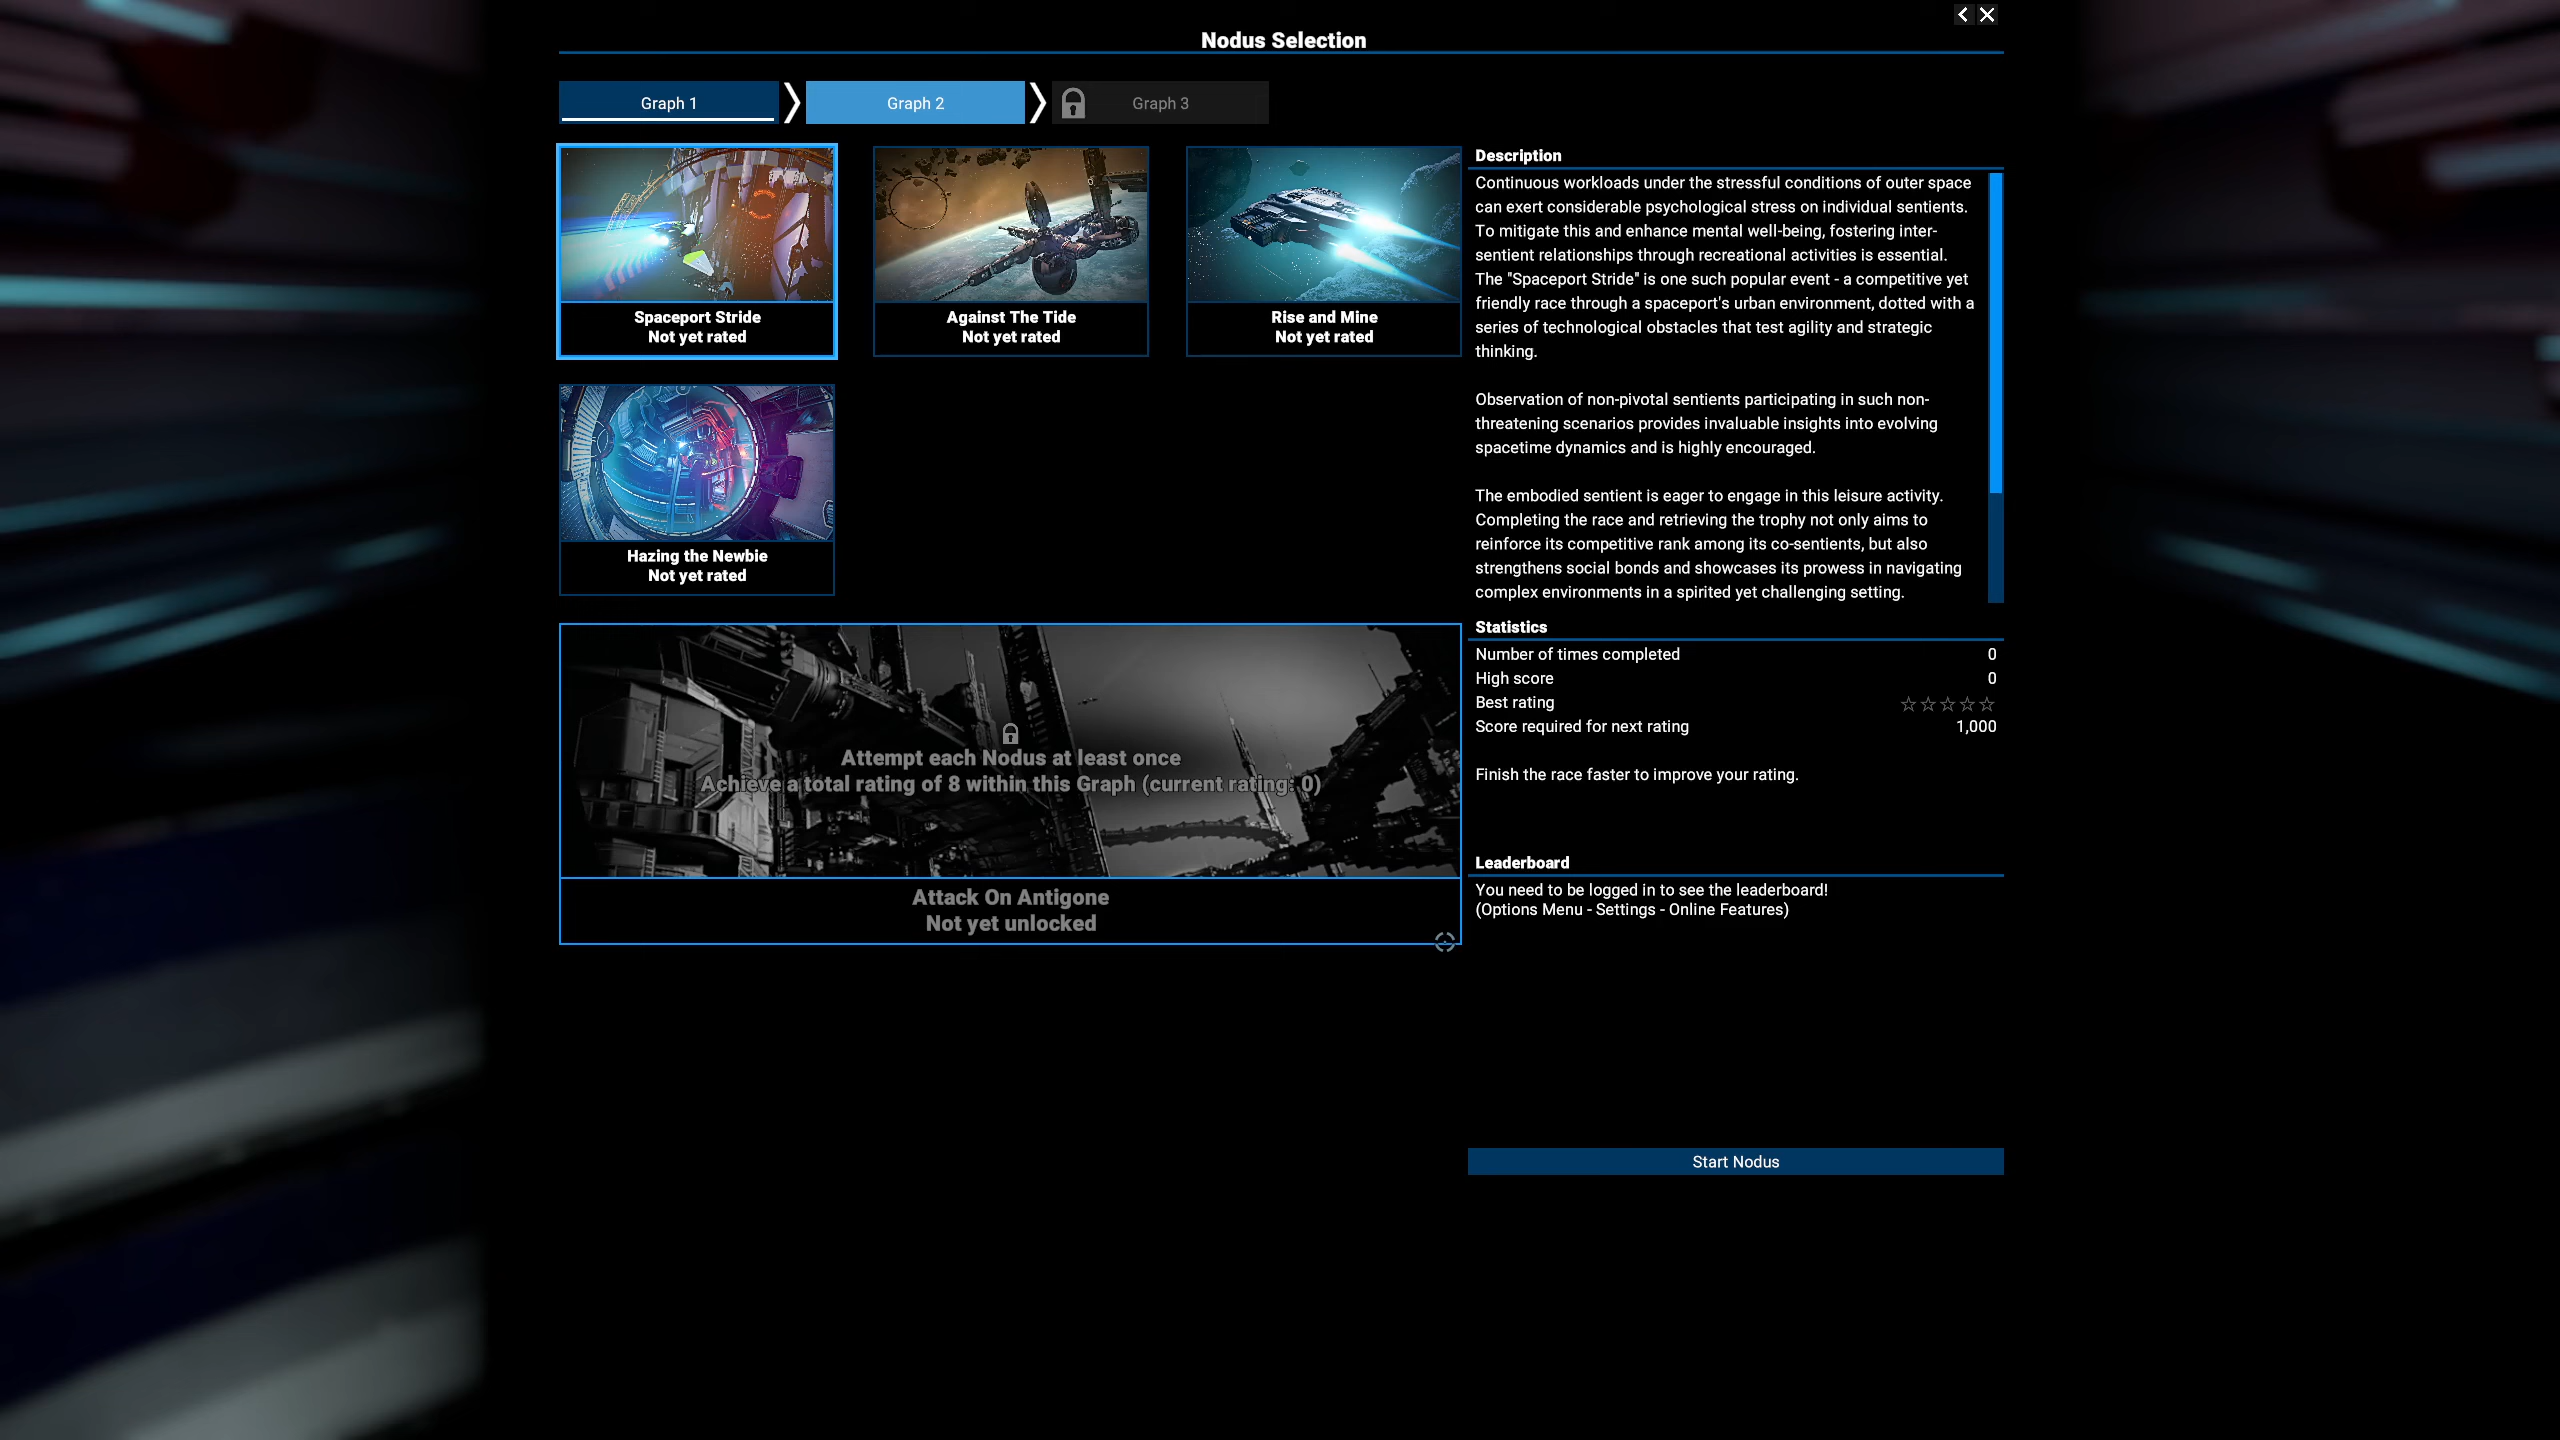 Nodus Selection
Graph 1
Graph 2
Graph 3
Spaceport Stride
Not yet rated
Against The Tide
Not yet rated
Rise and Mine
Not yet rated
Hazing the Newbie
Not yet rated
Attempt each Nodus at least once
Achieve a total rating of 8 within this Graph (current rating: 0)
Attack On Antigone
Not yet unlocked
Description
Continuous workloads under the stressful conditions of outer space
can exert considerable psychological stress on individual sentients.
To mitigate this and enhance mental well-being, fostering inter-
sentient relationships through recreational activities is essential.
The "Spaceport Stride" is one such popular event - a competitive yet
friendly race through a spaceport's urban environment, dotted with a
series of technological obstacles that test agility and strategic
thinking.
Observation of non-pivotal sentients participating in such non-
threatening scenarios provides invaluable insights into evolving
spacetime dynamics and is highly encouraged.
The embodied sentient is eager to engage in this leisure activity.
Completing the race and retrieving the trophy not only aims to
reinforce its competitive rank among its co-sentients, but also
strengthens social bonds and showcases its prowess in navigating
complex environments in a spirited yet challenging setting.
Statistics
Number of times completed 0
High score 0
Best rating ☆☆☆☆☆
Score required for next rating 1,000
Finish the race faster to improve your rating.
Leaderboard
You need to be logged in to see the leaderboard!
(Options Menu - Settings - Online Features)
Start Nodus